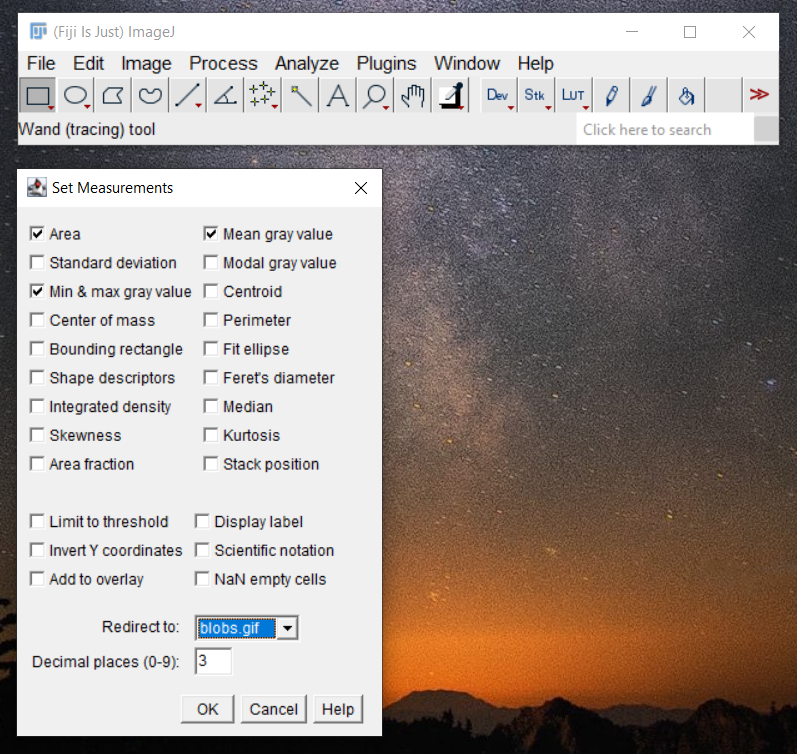 (Fiji Is Just) ImageJ
File Edit Image Process Analyze Plugins Window Help
A Dev Stk LUT >>
Wand (tracing) tool Click here to search
Set Measurements
Area Mean gray value
Standard deviation Modal gray value
Min & max gray value Centroid
Center of mass Perimeter
Bounding rectangle Fit ellipse
Shape descriptors Feret's diameter
Integrated density Median
Skewness Kurtosis
Area fraction Stack position
Limit to threshold Display label
Invert Y coordinates Scientific notation
Add to overlay NaN empty cells
Redirect to: blobs.gif
Decimal places (0-9): 3
OK Cancel Help